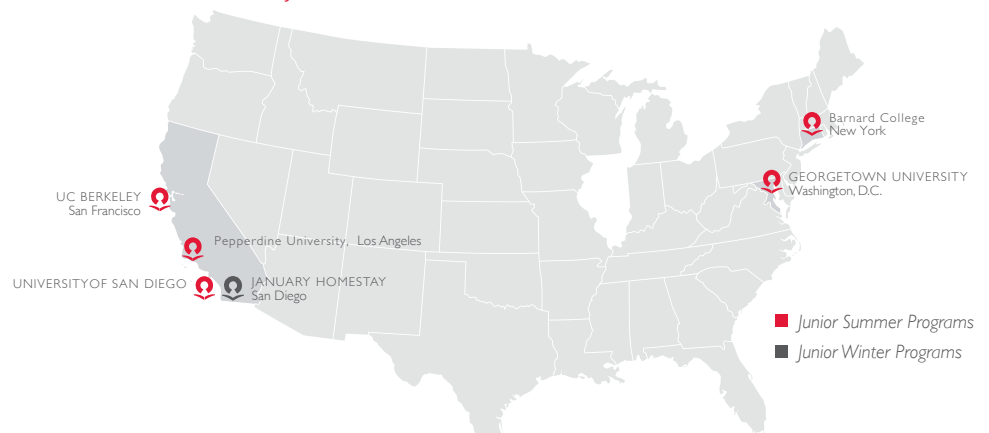 Barnard College
New York
GEORGETOWN UNIVERSITY
Washington, D.C.
UC BERKELEY
San Francisco
Pepperdine University, Los Angeles
UNIVERSITYOF SAN DIEGO
JANUARY HOMESTAY
San Diego
Junior Summer Programs
Junior Winter Programs